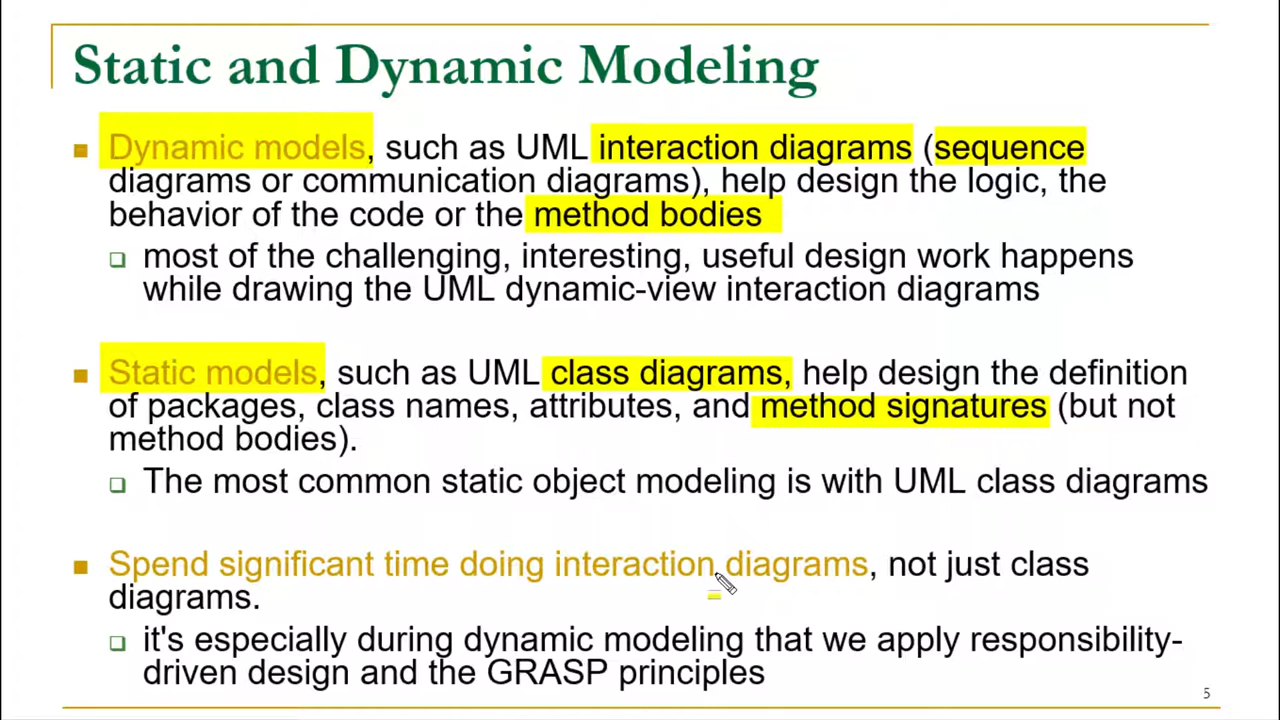 Static and Dynamic Modeling
Dynamic models, such as UML interaction diagrams (sequence
diagrams or communication diagrams), help design the logic, the
behavior of the code or the method bodies
most of the challenging, interesting, useful design work happens
while drawing the UML dynamic-view interaction diagrams
Static models, such as UML class diagrams, help design the definition
of packages, class names, attributes, and method signatures (but not
method bodies).
The most common static object modeling is with UML class diagrams
Spend significant time doing interaction diagrams, not just class
diagrams.
it's especially during dynamic modeling that we apply responsibility-
driven design and the GRASP principles
5